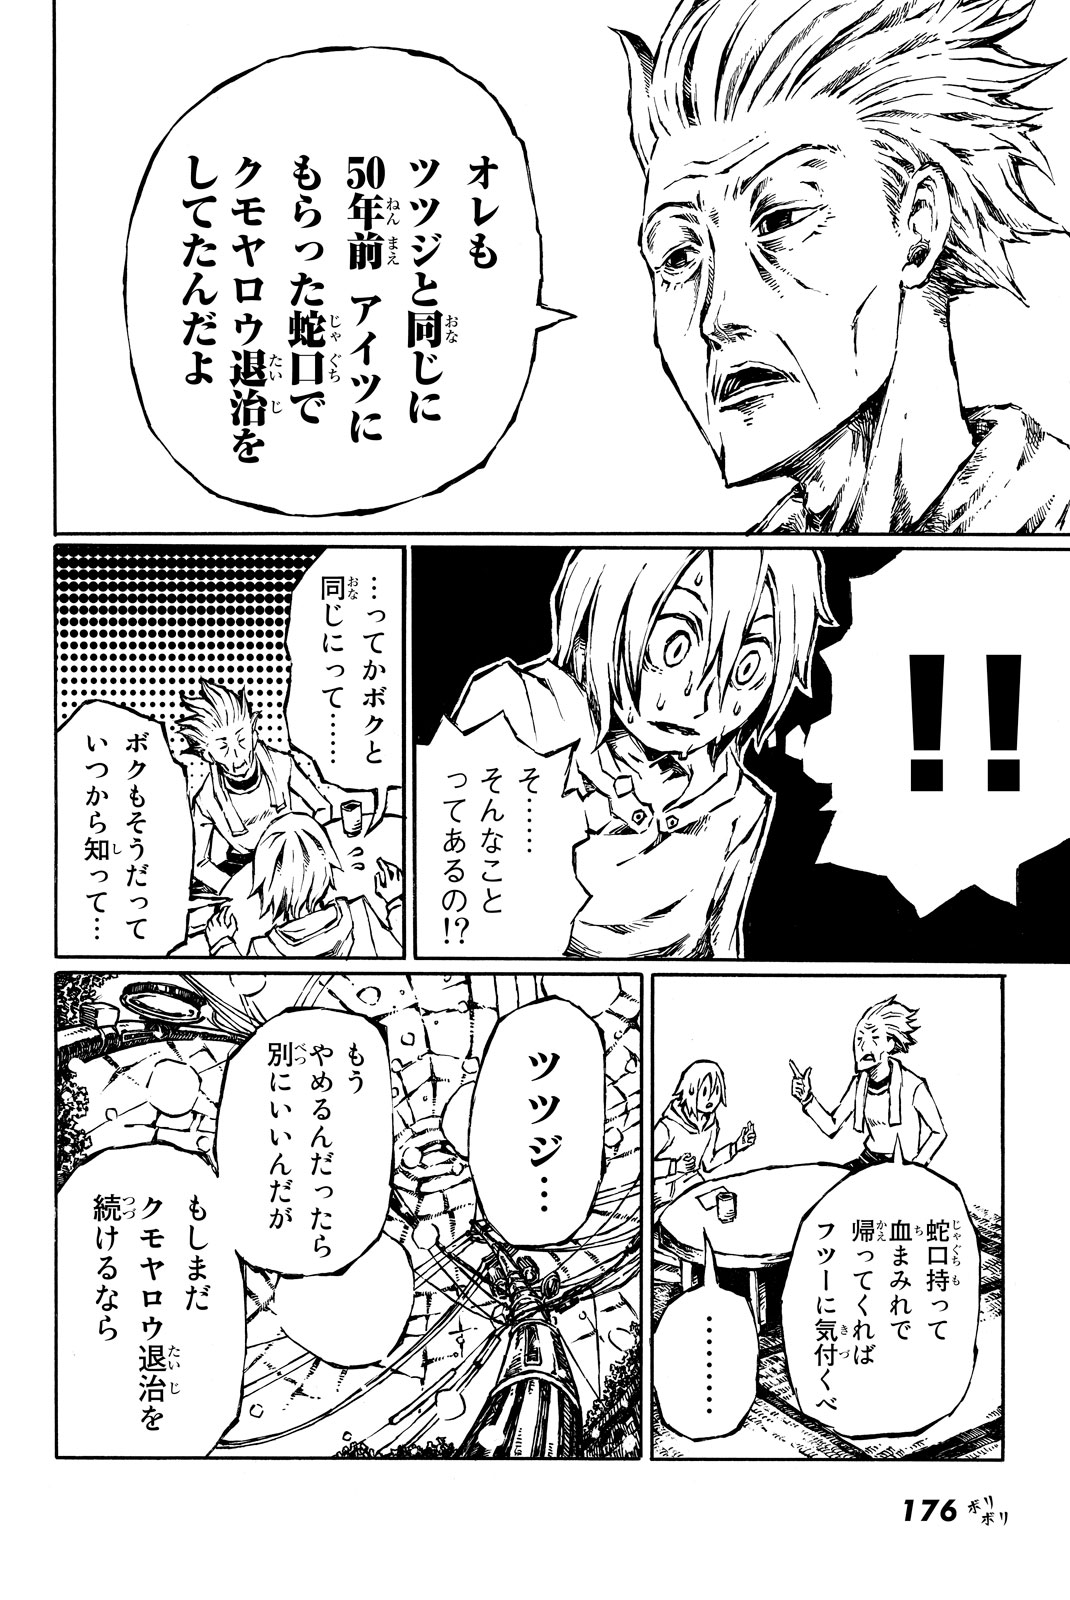 オレも
ツツジと同じに
50年前 アイツに
もらった蛇口で
クモヤロウ退治を
してたんだよ
!!
そ……
そんなこと
ってあるの!?
…ってかボクと
同じにって……
ボクもそうだって
いつから知って…
蛇口持って
血まみれで
帰ってくれば
フツーに気付くべ
………
ツツジ…
もう
やめるんだったら
別にいいんだが
もしまだ
クモヤロウ退治を
続けるなら
176
ボリ
ボリ